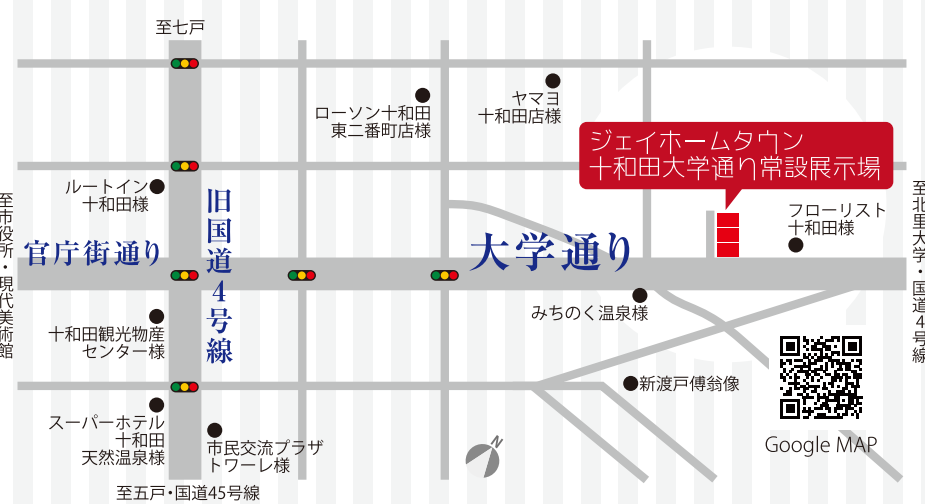 至七戸
ローソン十和田
東二番町店様
ヤマヨ
十和田店様
ジェイホームタウン
十和田大学通り常設展示場
ルートイン
十和田様
旧国道4号線
フローリスト
十和田様
至市役所・現代美術館
官庁街通り
大学通り
至北里大学・国道4号線
みちのく温泉様
十和田観光物産
センター様
新渡戸傳翁像
スーパーホテル
十和田
天然温泉様
市民交流プラザ
トワーレ様
N
Google MAP
至五戸・国道45号線